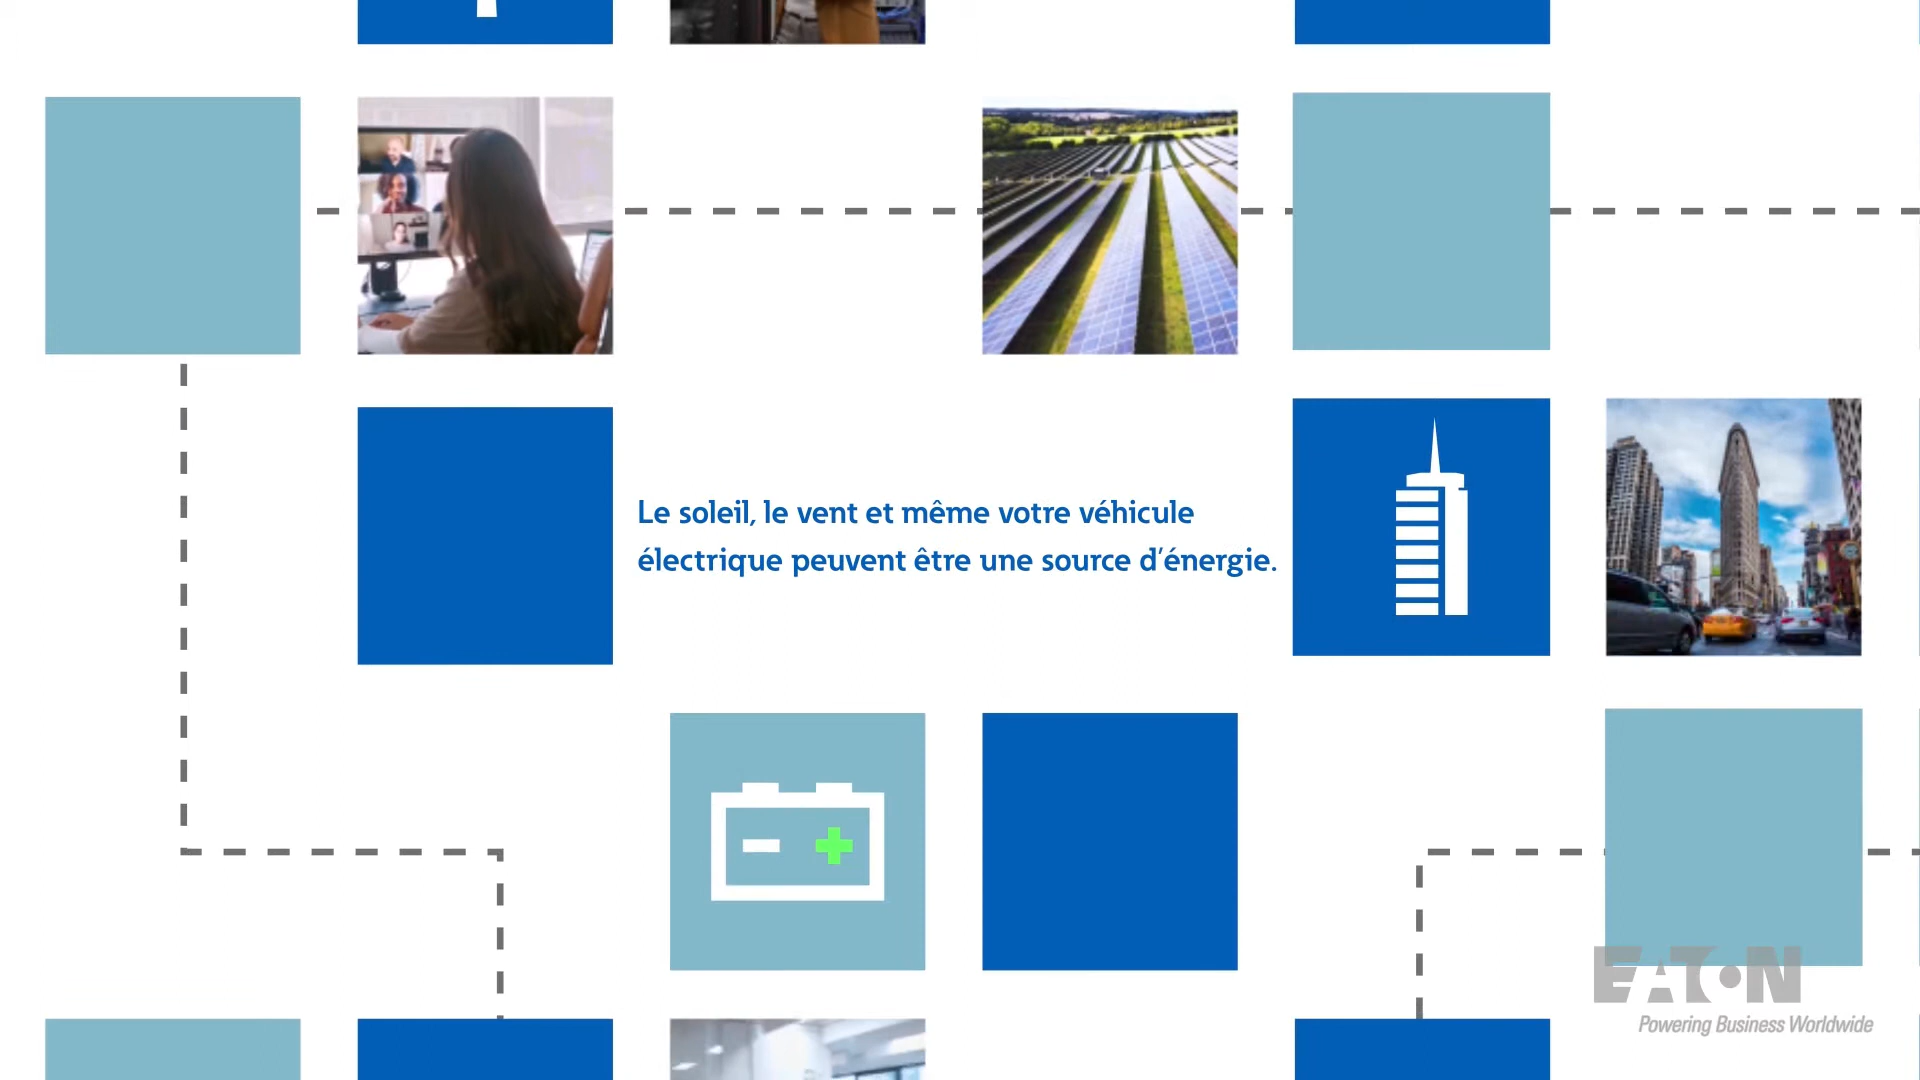 Le soleil, le vent et même votre véhicule
électrique peuvent être une source d'énergie.
EATON
Powering Business Worldwide